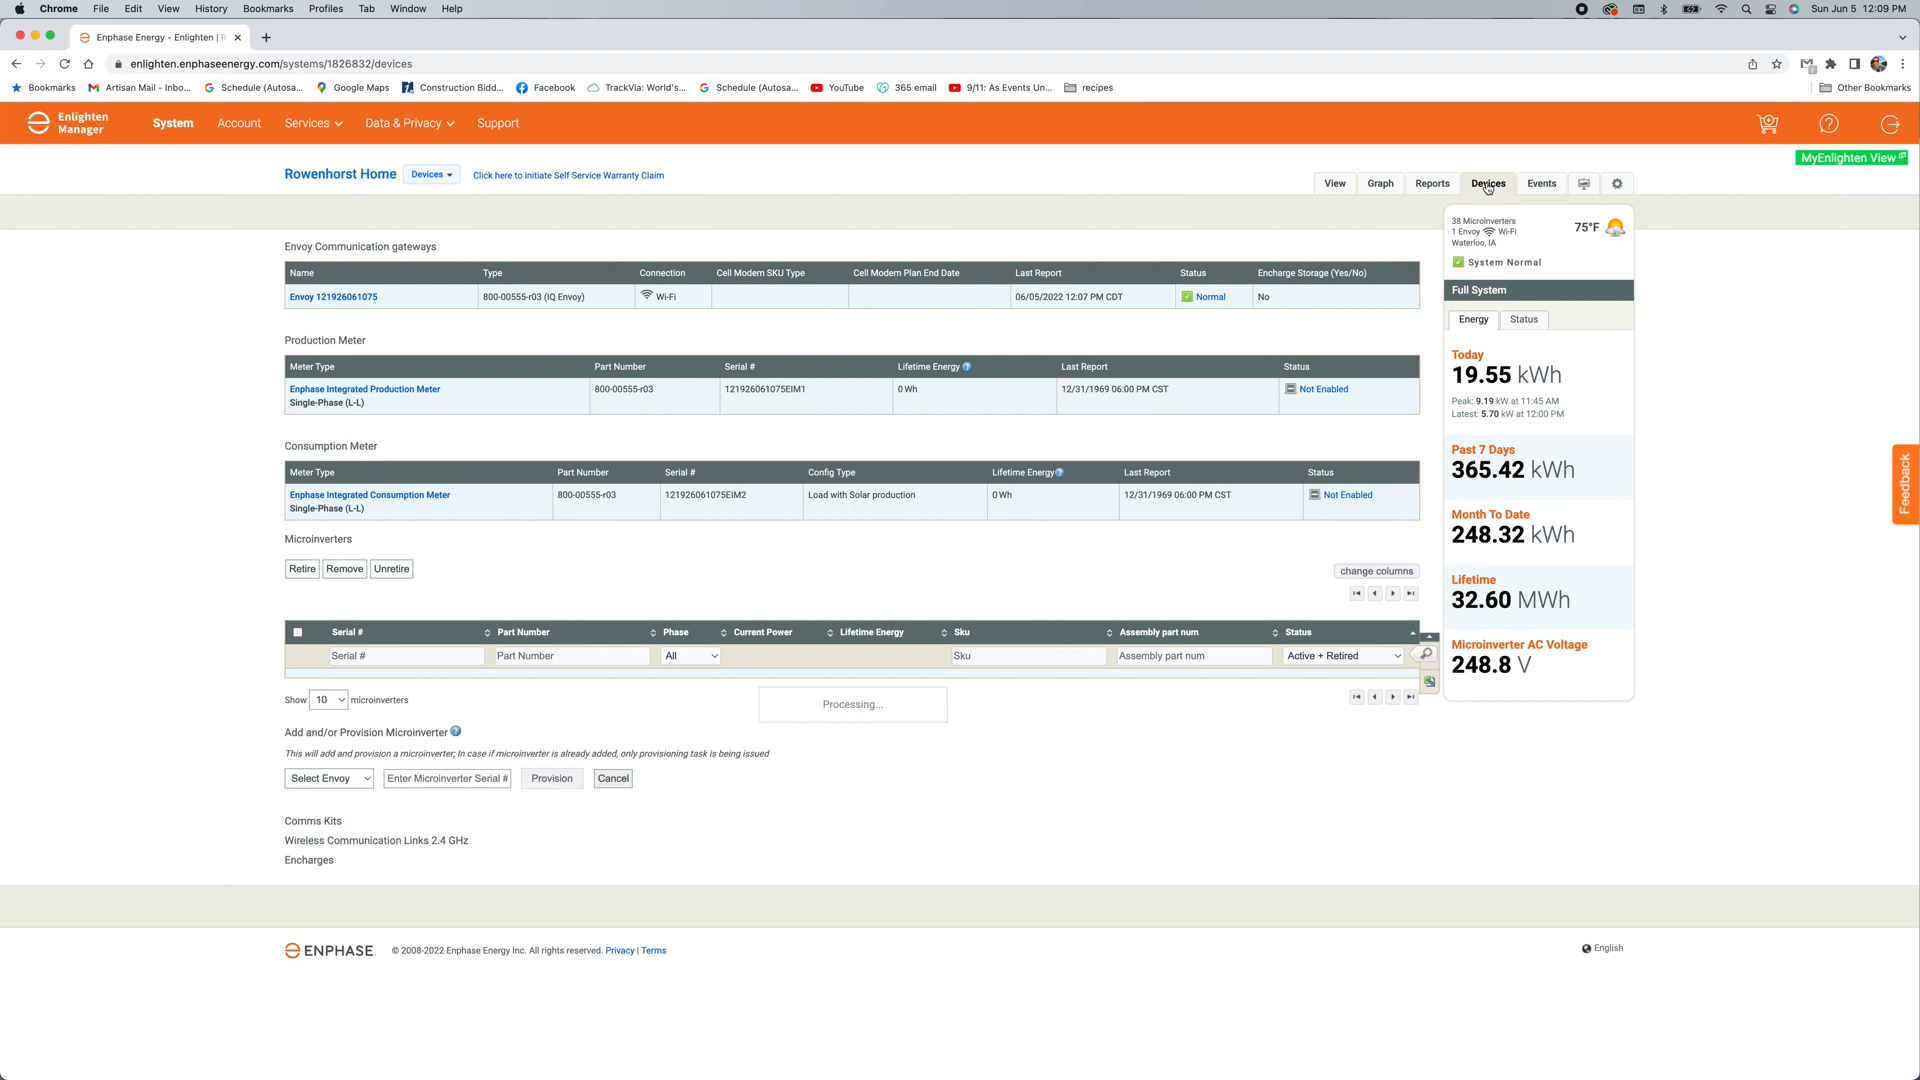 Chrome File Edit View History Bookmarks Profiles Tab Window Help Sun Jun 5 12:09 PM
Enphase Energy - Enlighten | R
enlighten.enphaseenergy.com/systems/1826832/devices
Bookmarks Artisan Mail - Inbo... Schedule (Autosa... Google Maps Construction Bidd... Facebook TrackVia: World's... Schedule (Autosa... YouTube 365 email 9/11: As Events Un... recipes Other Bookmarks
Enlighten Manager System Account Services Data & Privacy Support
MyEnlighten View
Rowenhorst Home Devices Click here to initiate Self Service Warranty Claim
View Graph Reports Devices Events
38 Microinverters
1 Envoy Wi-Fi
Waterloo, IA
75°F
System Normal
Full System
Energy Status
Today
19.55 kWh
Peak: 9.19 kW at 11:45 AM
Latest: 5.70 kW at 12:00 PM
Past 7 Days
365.42 kWh
Month To Date
248.32 kWh
Lifetime
32.60 MWh
Microinverter AC Voltage
248.8 V
Feedback
Envoy Communication gateways
Name Type Connection Cell Modem SKU Type Cell Modem Plan End Date Last Report Status Encharge Storage (Yes/No)
Envoy 121926061075 800-00555-r03 (IQ Envoy) Wi-Fi 06/05/2022 12:07 PM CDT Normal No
Production Meter
Meter Type Part Number Serial # Lifetime Energy Last Report Status
Enphase Integrated Production Meter 800-00555-r03 121926061075EIM1 0 Wh 12/31/1969 06:00 PM CST Not Enabled
Single-Phase (L-L)
Consumption Meter
Meter Type Part Number Serial # Config Type Lifetime Energy Last Report Status
Enphase Integrated Consumption Meter 800-00555-r03 121926061075EIM2 Load with Solar production 0 Wh 12/31/1969 06:00 PM CST Not Enabled
Single-Phase (L-L)
Microinverters
Retire Remove Unretire
change columns
Serial # Part Number Phase Current Power Lifetime Energy Sku Assembly part num Status
Serial # Part Number All Sku Assembly part num Active + Retired
Show 10 microinverters
Processing...
Add and/or Provision Microinverter
This will add and provision a microinverter; In case if microinverter is already added, only provisioning task is being issued
Select Envoy Enter Microinverter Serial # Provision Cancel
Comms Kits
Wireless Communication Links 2.4 GHz
Encharges
ENPHASE. © 2008-2022 Enphase Energy Inc. All rights reserved. Privacy | Terms
English